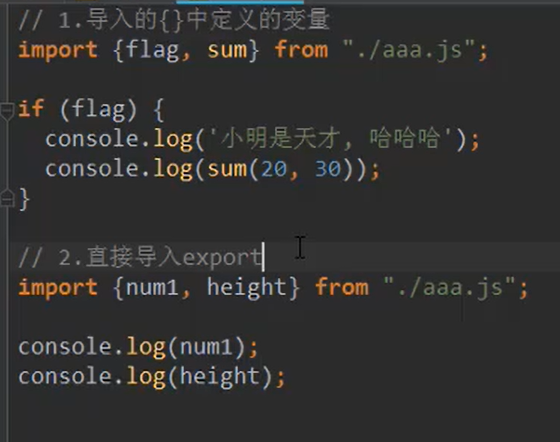 // 1.导入的{}中定义的变量
import {flag, sum} from "./aaa.js";
if (flag) {
  console.log('小明是天才, 哈哈哈');
  console.log(sum(20, 30));
}
// 2.直接导入export
import {num1, height} from "./aaa.js";
console.log(num1);
console.log(height);